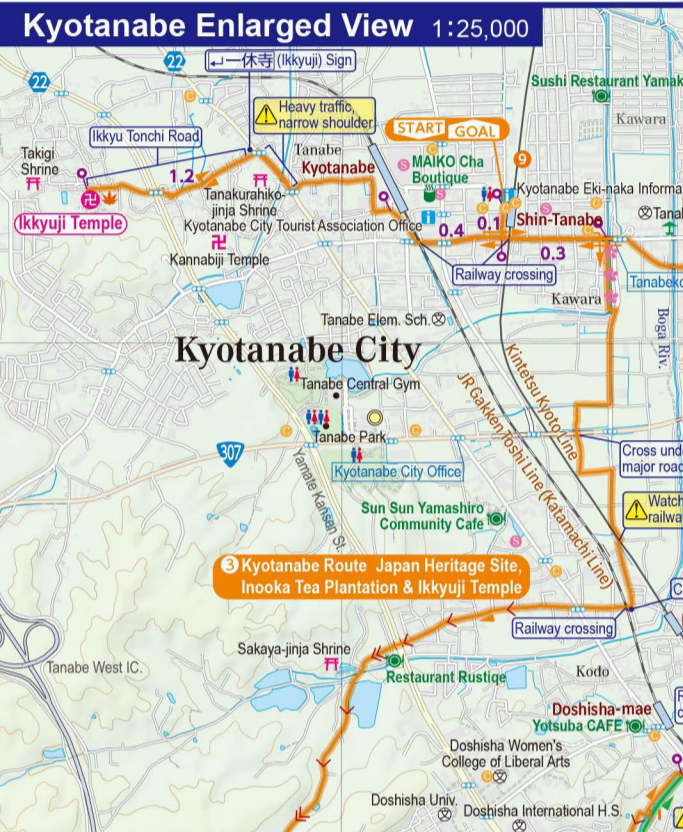 Kyotanabe Enlarged View 1:25,000
22
22
一休寺 (Ikkyuji) Sign
Sushi Restaurant Yamak
Kawara
Heavy traffic,
narrow shoulder
START GOAL
Ikkyu Tonchi Road
Takigi
Shrine
Tanabe
Kyotanabe
MAIKO Cha
Boutique
9
1.2
Kyotanabe Eki-naka Informa
Tanakurahiko-
jinja Shrine
Ikkyuji Temple
Kyotanabe City Tourist Association Office
0.4
0.1
Shin-Tanabe
Tanal
0.3
Kannabiji Temple
Railway crossing
Tanabeko
Kawara
Boga Riv.
Tanabe Elem. Sch.
Kyotanabe City
Kintetsu Kyoto Line
JR Gakken Toshi Line (Katamachi Line)
Tanabe Central Gym
Tanabe Park
307
Kyotanabe City Office
Yamate Kansen St.
Cross und
major road
Watch
railwa
Sun Sun Yamashiro
Community Cafe
3 Kyotanabe Route Japan Heritage Site,
Inooka Tea Plantation & Ikkyuji Temple
Railway crossing
C
Sakaya-jinja Shrine
Tanabe West IC.
Restaurant Rustiqe
Kodo
Doshisha-mae
Yotsuba CAFE
Doshisha Women's
College of Liberal Arts
Doshisha Univ.
Doshisha International H.S.